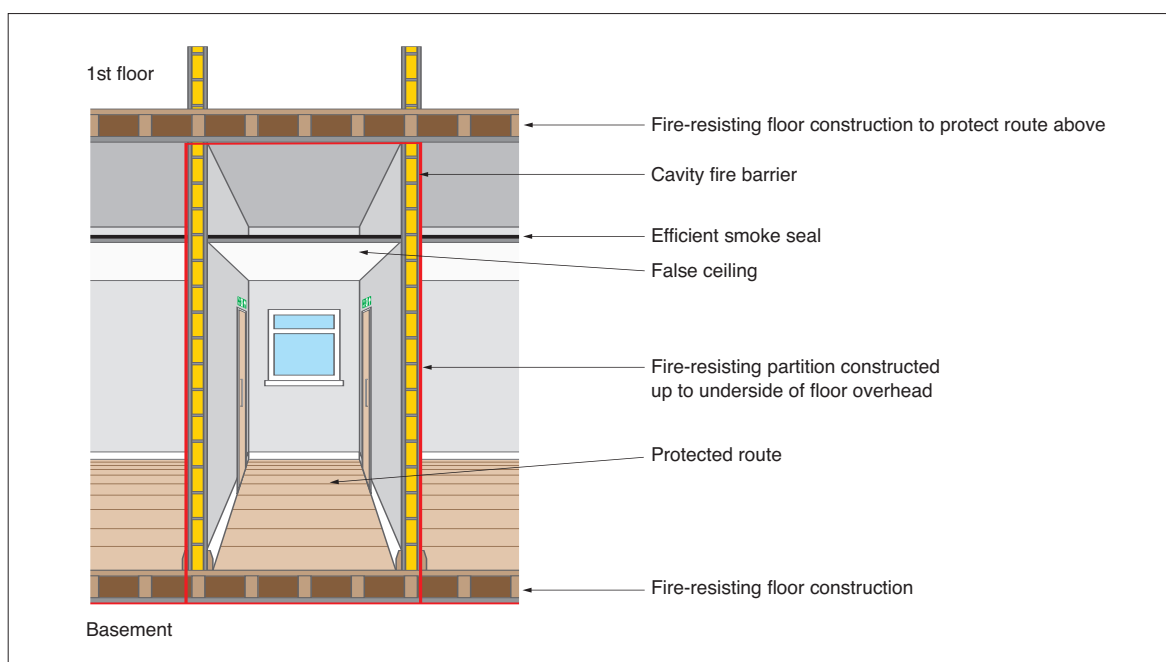 1st floor
Fire-resisting floor construction to protect route above
Cavity fire barrier
Efficient smoke seal
False ceiling
Fire-resisting partition constructed
up to underside of floor overhead
Protected route
Fire-resisting floor construction
Basement